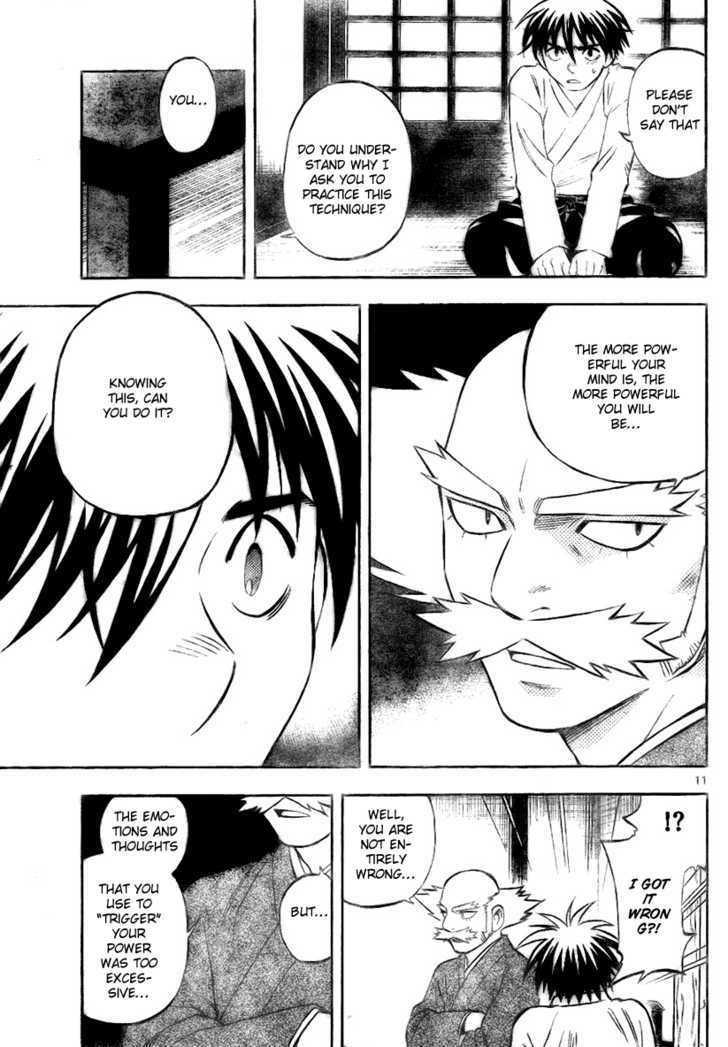 PLEASE
DON'T
SAY THAT
DO YOU UNDER-
STAND WHY I
ASK YOU TO
PRACTICE THIS
TECHNIQUE?
YOU...
THE MORE POW-
ERFUL YOUR
MIND IS, THE
MORE POWERFUL
YOU WILL
BE...
KNOWING
THIS, CAN
YOU DO IT?
11
!?
I GOT
IT
WRON
G?!
WELL,
YOU ARE
NOT EN-
TIRELY
WRONG...
BUT...
THE EMO-
TIONS AND
THOUGHTS
THAT YOU
USE TO
"TRIGGER"
YOUR
POWER
WAS TOO
EXCES-
SIVE...